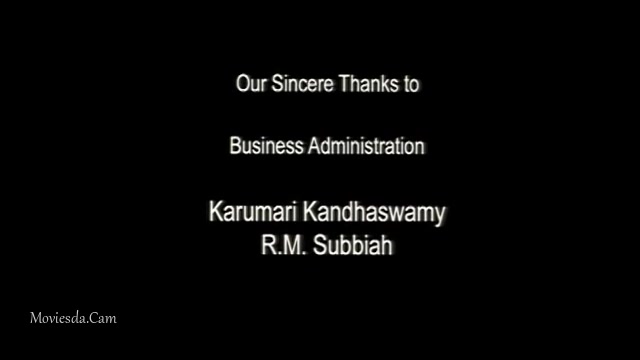 Our Sincere Thanks to
Business Administration
Karumari Kandhaswamy
R.M. Subbiah
Moviesda.Cam